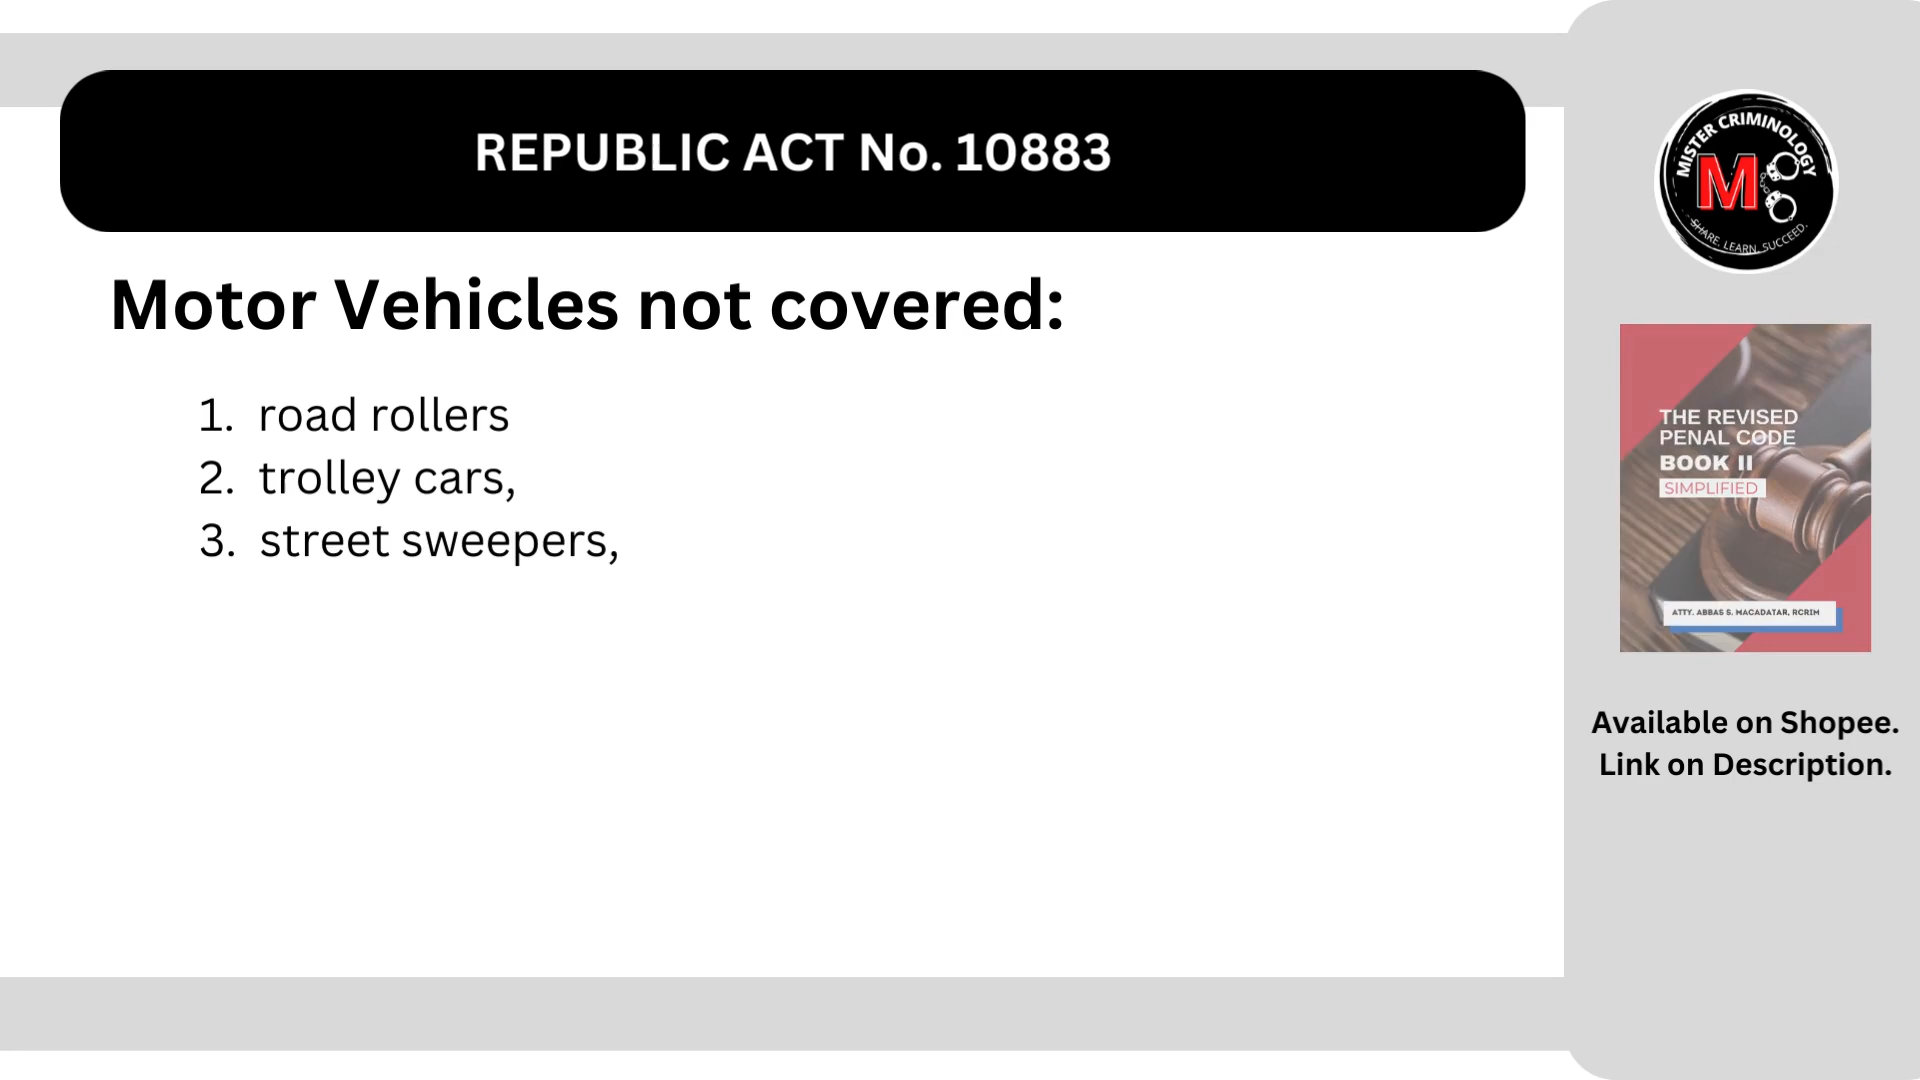 REPUBLIC ACT No. 10883
Motor Vehicles not covered:
1. road rollers
2. trolley cars,
3. street sweepers,
MISTER CRIMINOLOGY
M
SHARE. LEARN. SUCCEED.
THE REVISED
PENAL CODE
BOOK II
SIMPLIFIED
ATTY. ABBAS S. MACADATAR, RCRIM
Available on Shopee.
Link on Description.